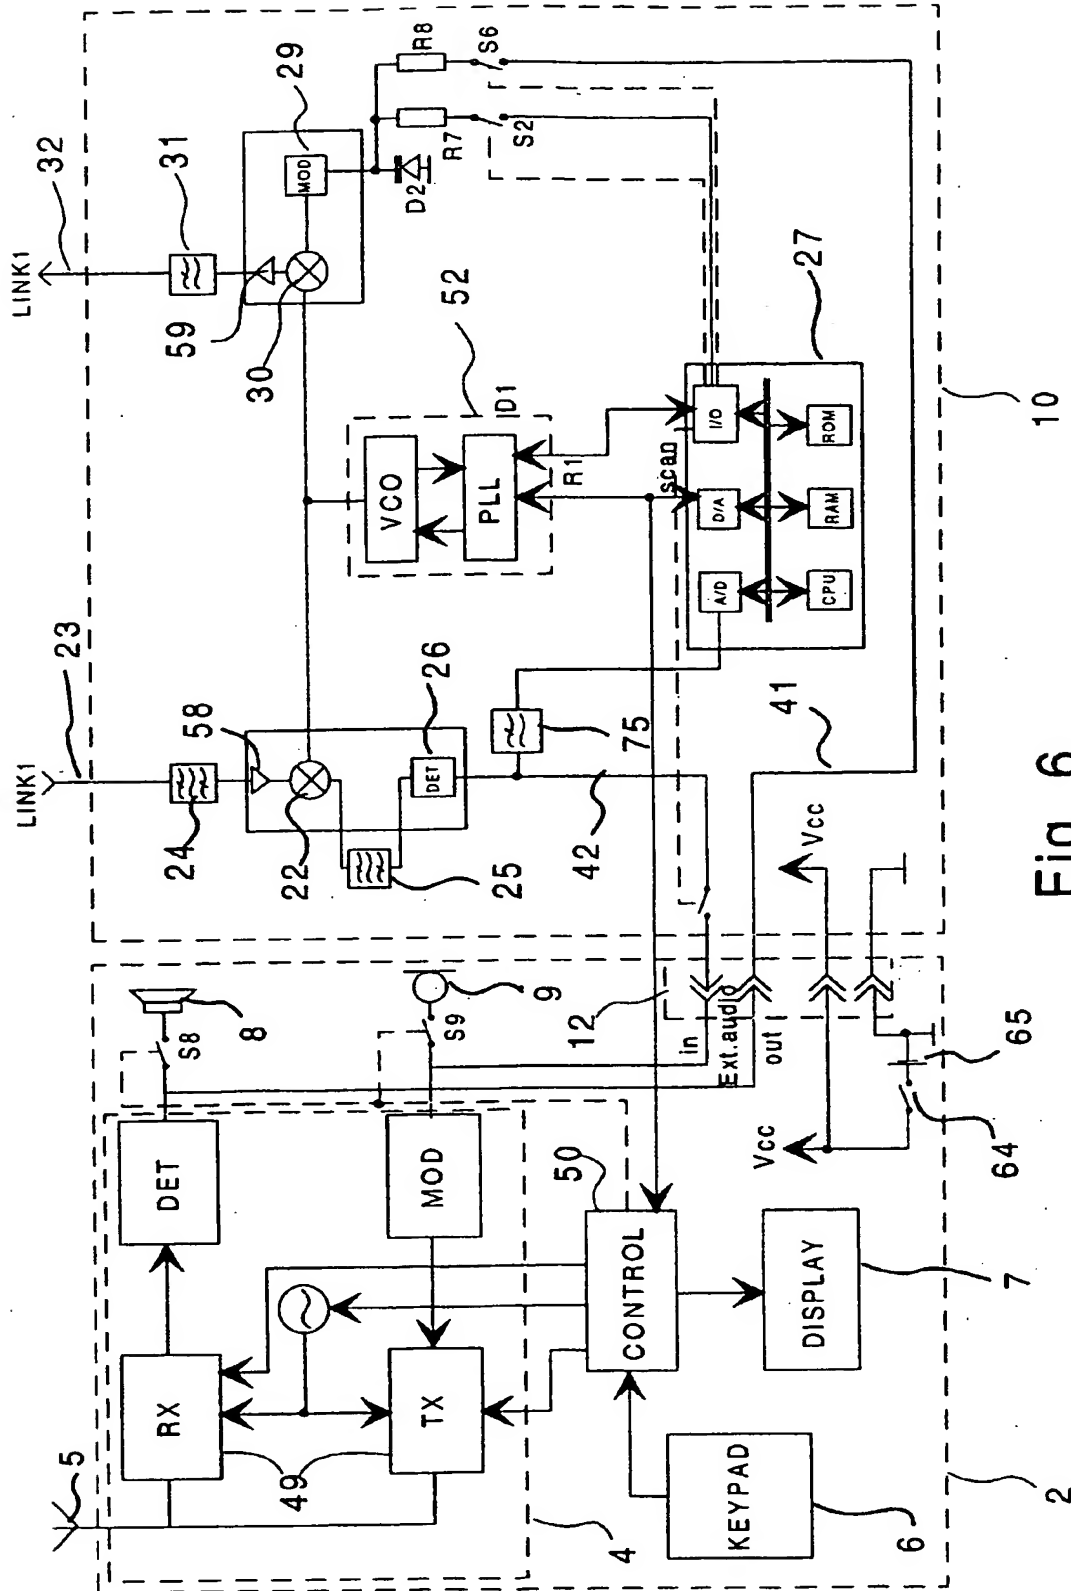 LINK1
23
24
58
22
25
DET
26
75
42
LINK1
32
31
59
30
MOD
29
D2
R7
R8
S2
S6
VCO
PLL
52
D1
R1
scan
A/D
D/A
I/O
CPU
RAM
ROM
27
41
10
Vcc
5
RX
DET
S8
8
49
TX
MOD
S9
9
4
12
in
Ext.audio
out
50
CONTROL
KEYPAD
6
DISPLAY
7
Vcc
64
65
2
Fig. 6